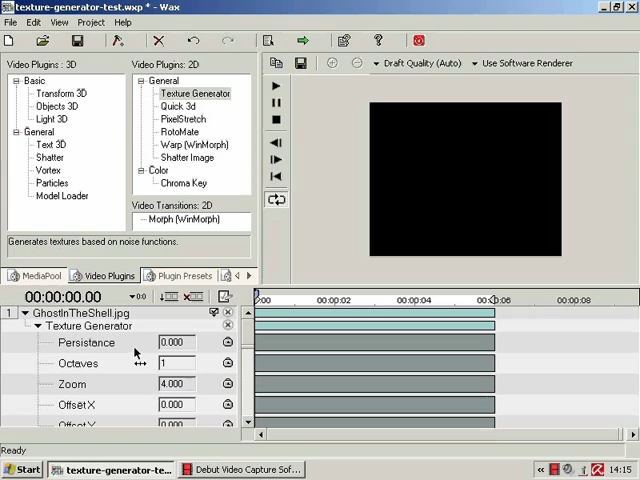 texture-generator-test.wxp * - Wax
File Edit View Project Help
Draft Quality (Auto) Use Software Renderer
Video Plugins : 3D
Basic
Transform 3D
Objects 3D
Light 3D
General
Text 3D
Shatter
Vortex
Particles
Model Loader
Video Plugins: 2D
General
Texture Generator
Quick 3d
PixelStretch
RotoMate
Warp (WinMorph)
Shatter Image
Color
Chroma Key
Video Transitions: 2D
Morph (WinMorph)
Generates textures based on noise functions.
MediaPool Video Plugins Plugin Presets
00:00:00.00
:00 00:00:02 00:00:04 00:00:06 00:00:08
1 GhostInTheShell.jpg
Texture Generator
Persistance 0.000
Octaves 1
Zoom 4.000
Offset X 0.000
Offset Y
Ready
Start texture-generator-te... Debut Video Capture Sof... 14:15